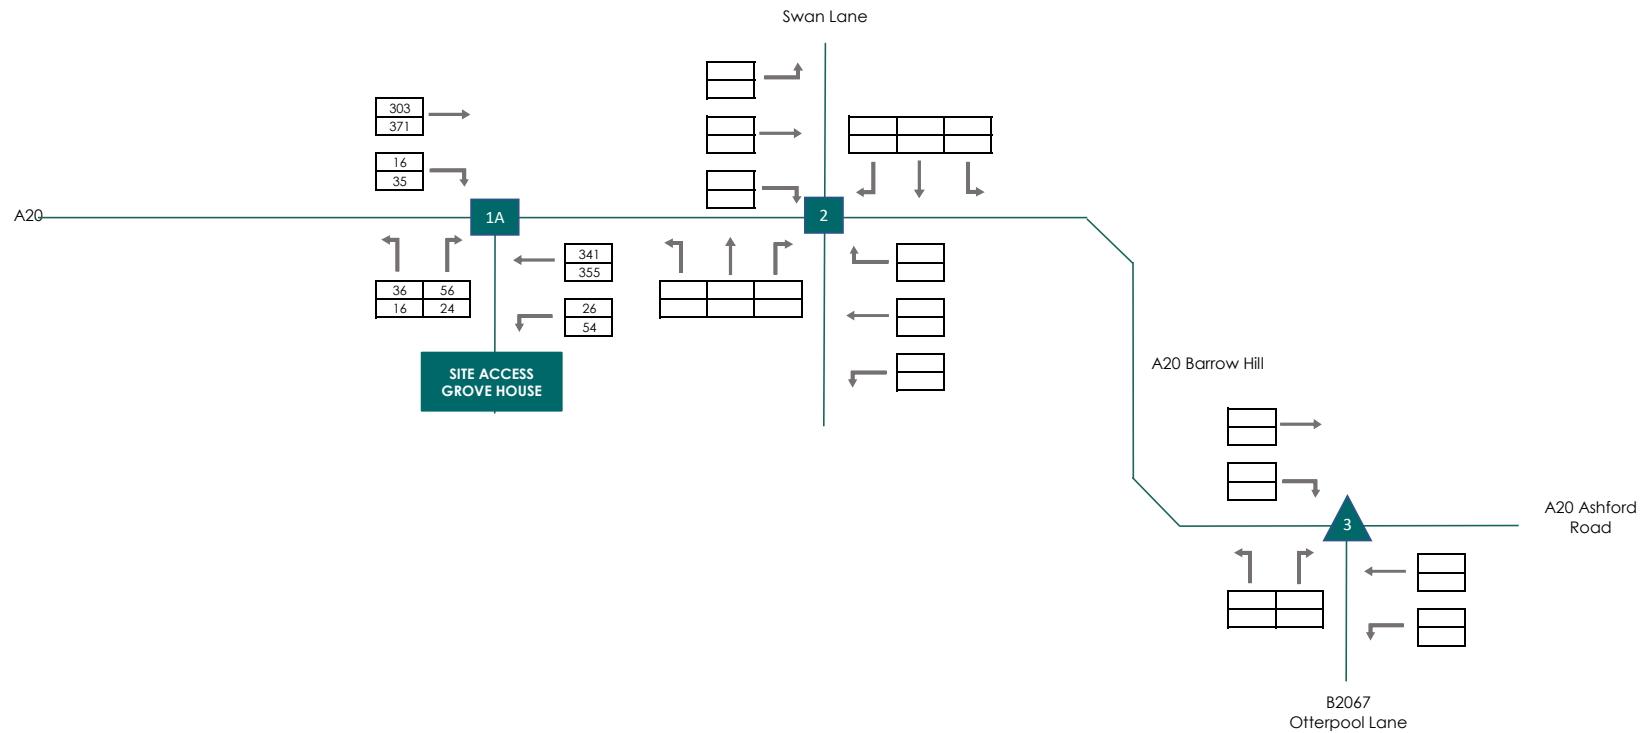 Swan Lane
303
371
16
35
A20
1A
2
341
355
36 56
16 24
26
54
SITE ACCESS
GROVE HOUSE
A20 Barrow Hill
3
A20 Ashford
Road
B2067
Otterpool Lane